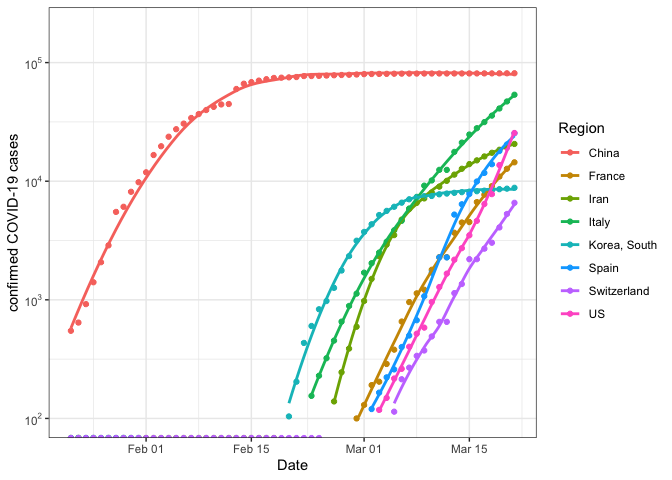 10^5
10^4
10^3
10^2
confirmed COVID-19 cases
Feb 01
Feb 15
Mar 01
Mar 15
Date
Region
China
France
Iran
Italy
Korea, South
Spain
Switzerland
US